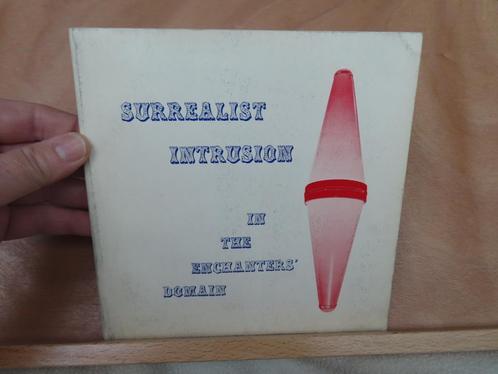 SURREALIST
INTRUSION
IN
THE
ENCHANTERS'
DOMAIN